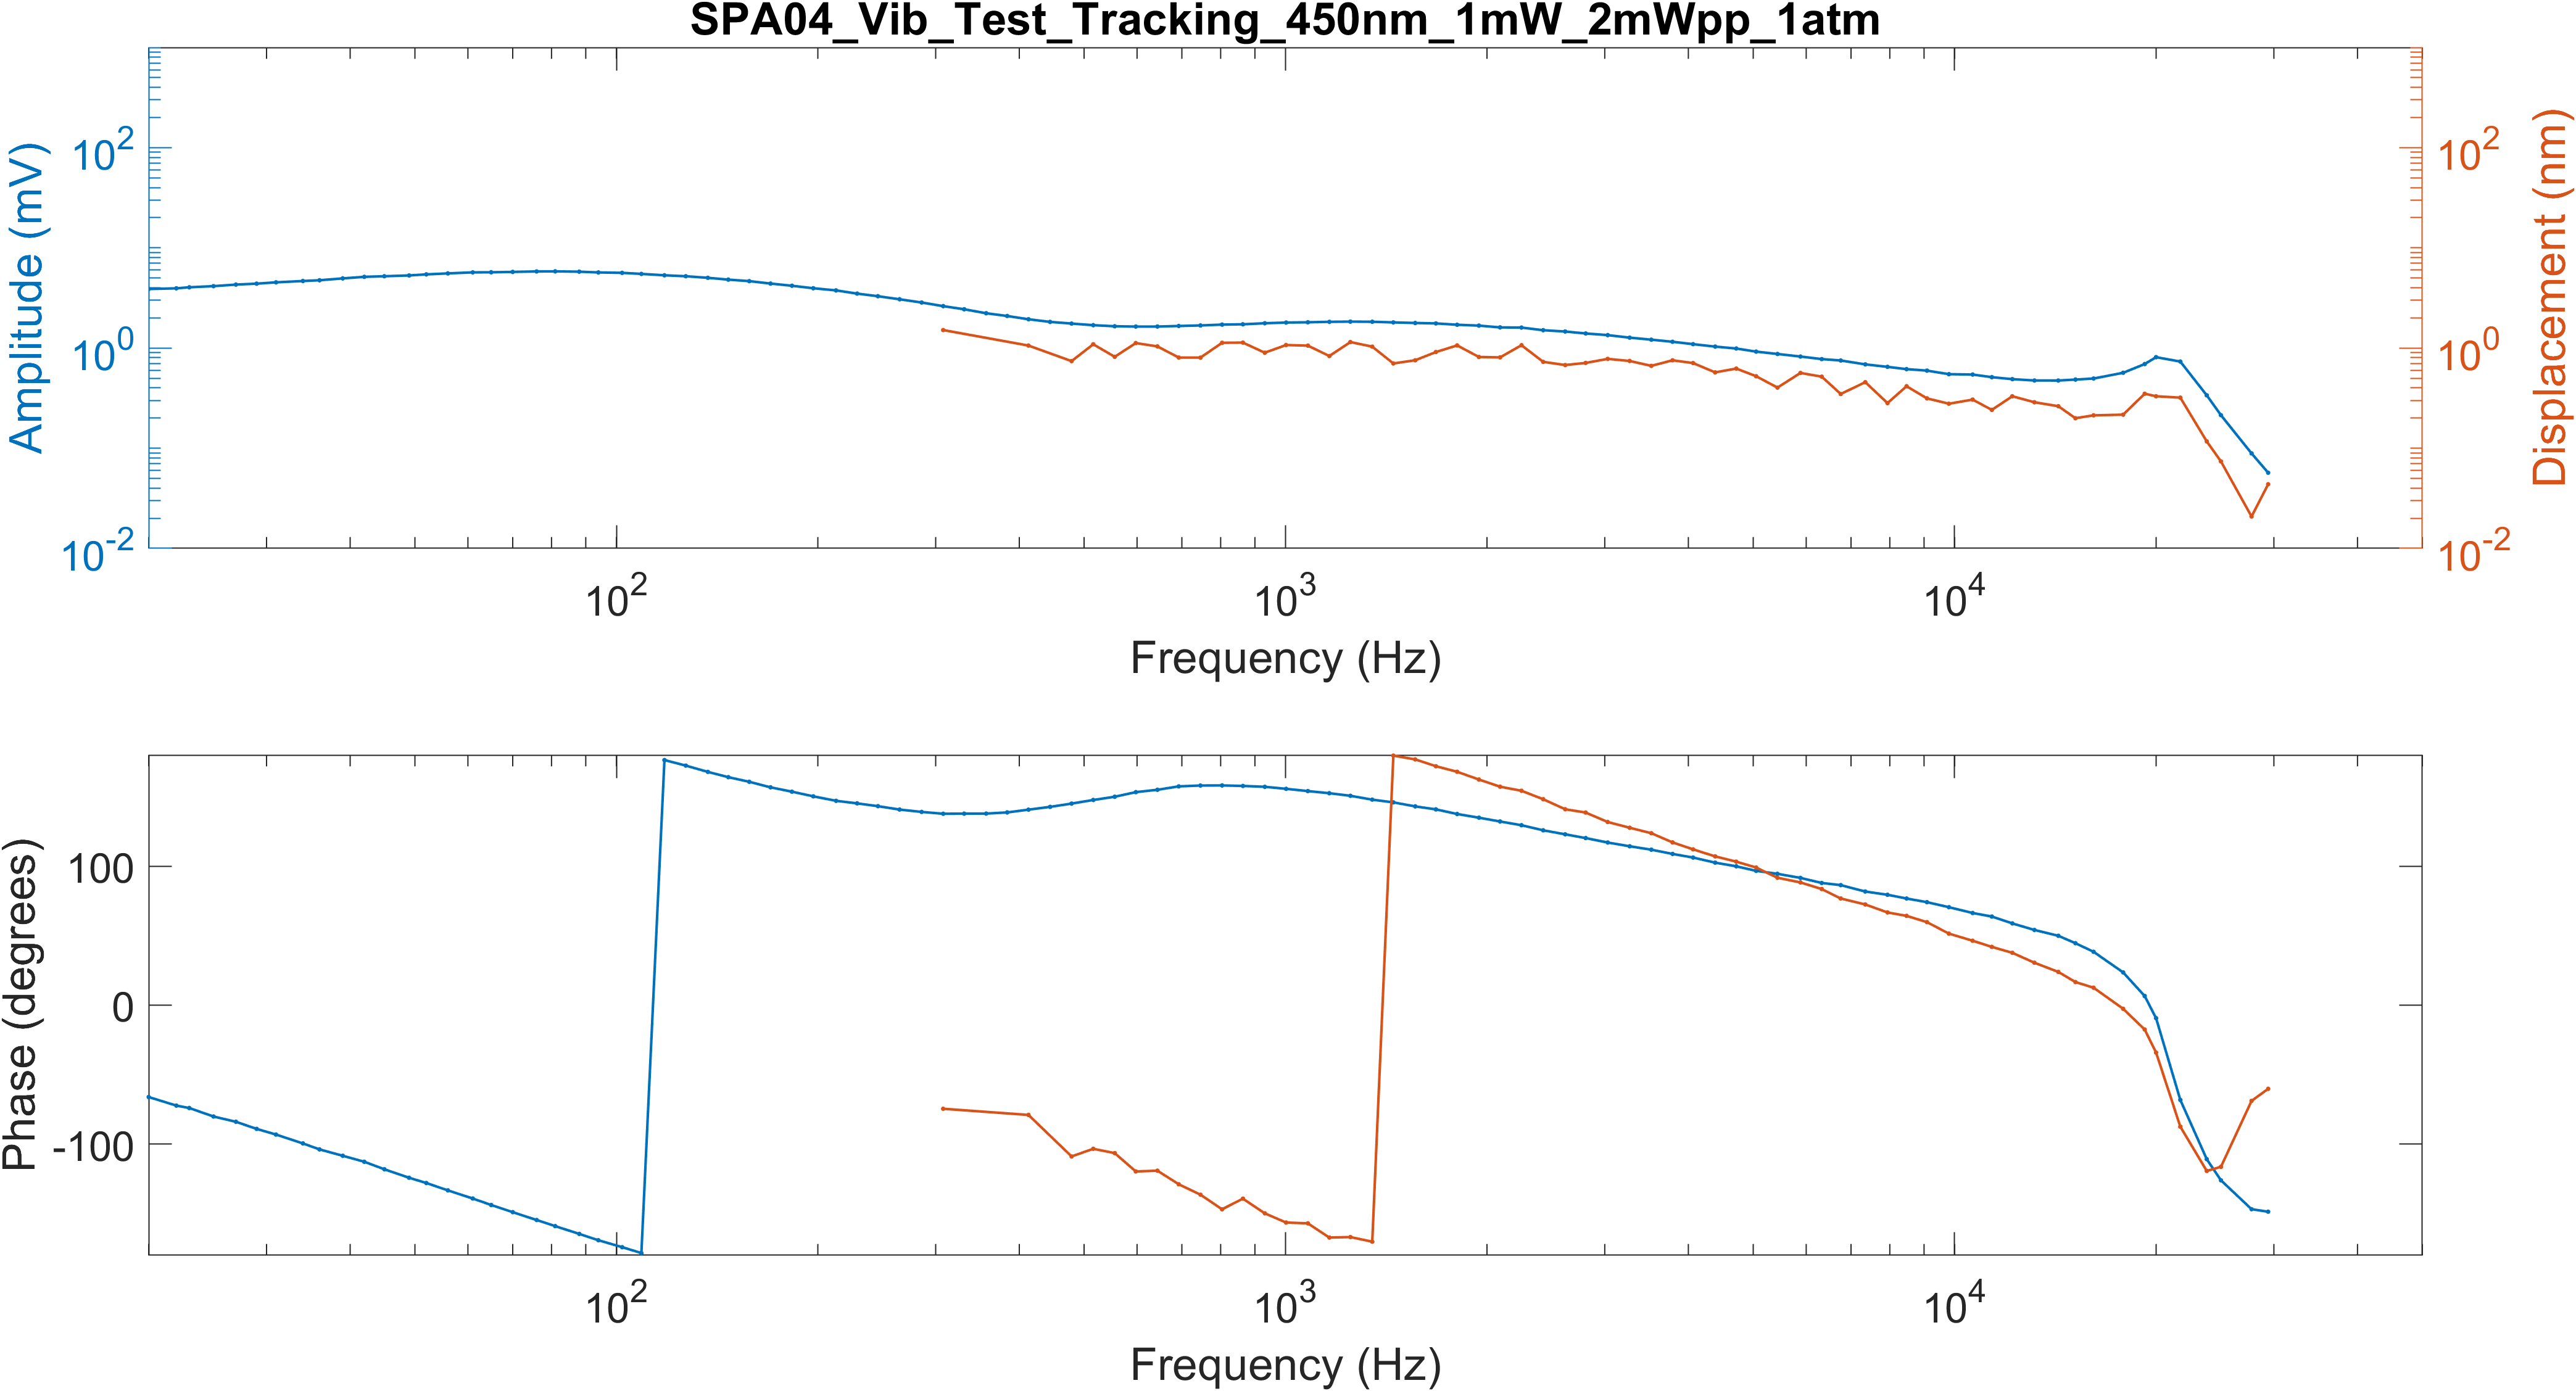 SPA04_Vib_Test_Tracking_450nm_1mW_2mWpp_1atm
Amplitude (mV)
10^2
10^0
10^-2
10^2
10^0
10^-2
Displacement (nm)
10^2 10^3 10^4
Frequency (Hz)
Phase (degrees)
100
0
-100
10^2 10^3 10^4
Frequency (Hz)